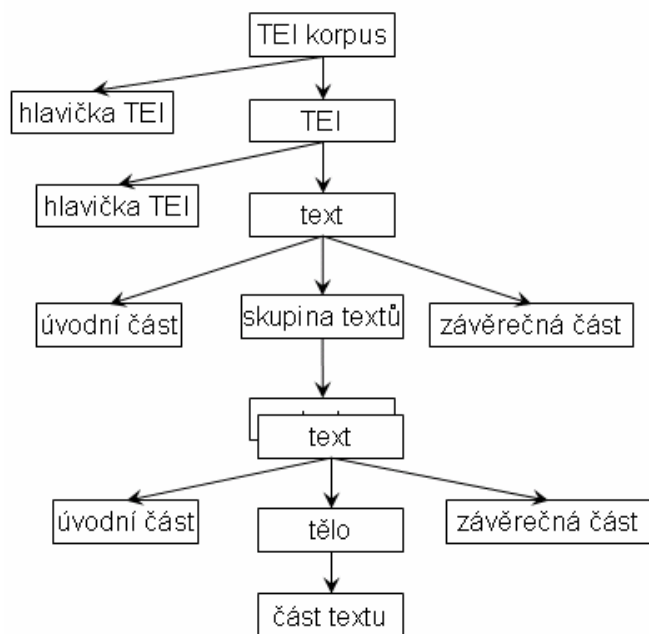 TEI korpus
hlavička TEI
TEI
hlavička TEI
text
úvodní část
skupina textů
závěrečná část
text
úvodní část
tělo
závěrečná část
část textu